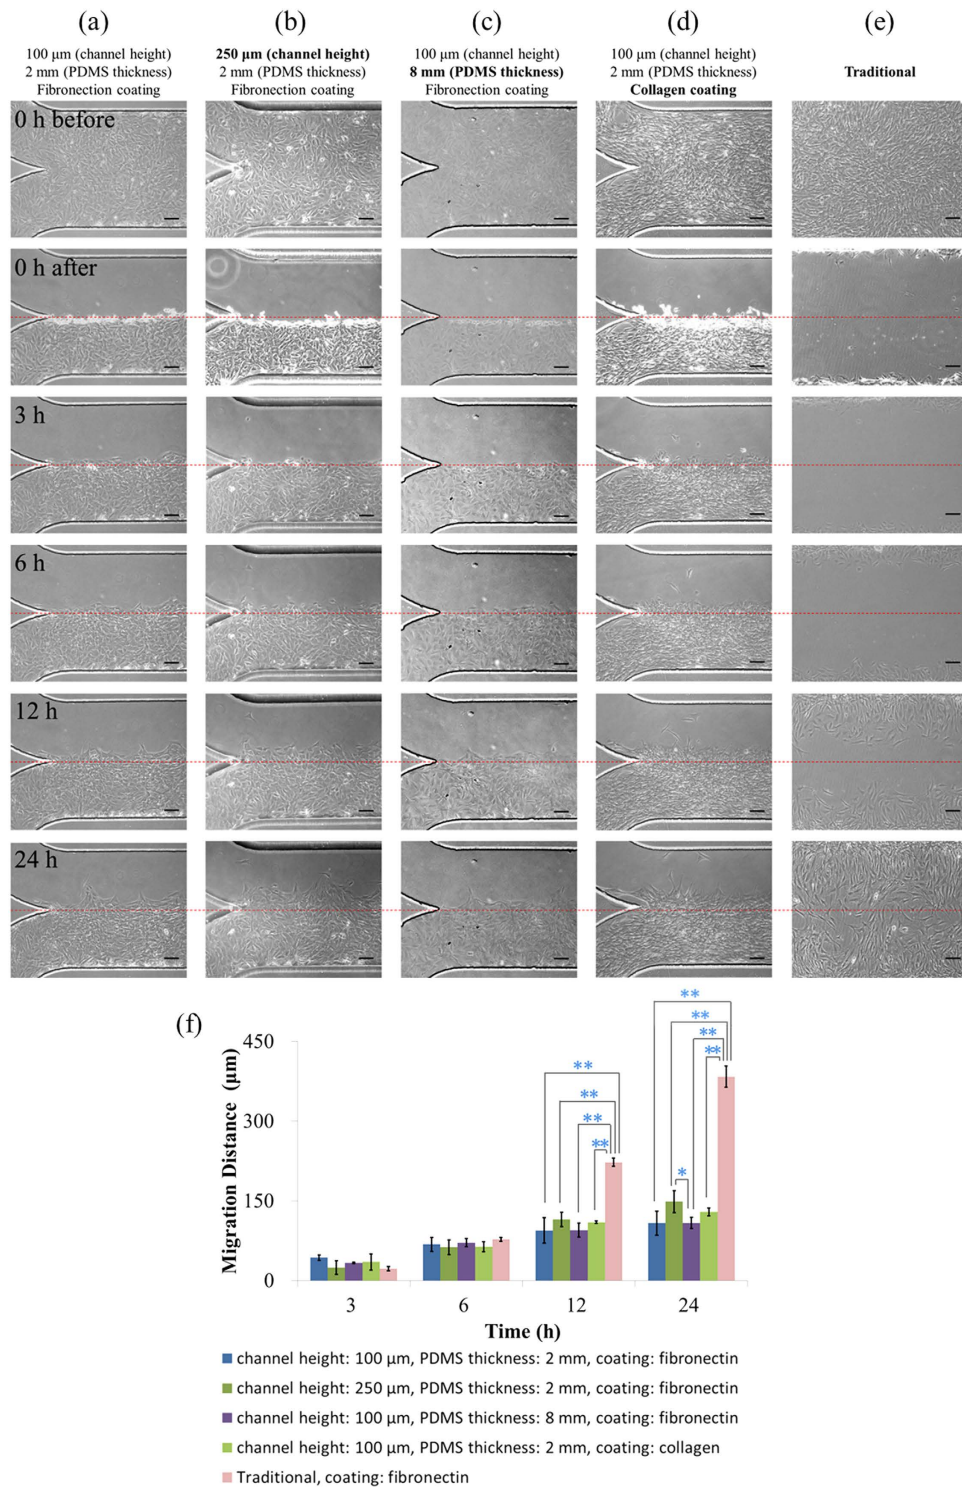 (a)
(b)
(c)
(d)
(e)
100 μm (channel height)
2 mm (PDMS thickness)
Fibronection coating
250 μm (channel height)
2 mm (PDMS thickness)
Fibronection coating
100 μm (channel height)
8 mm (PDMS thickness)
Fibronection coating
100 μm (channel height)
2 mm (PDMS thickness)
Collagen coating
Traditional
0 h before
0 h after
3 h
6 h
12 h
24 h
(f)
Migration Distance (μm)
450
300
150
0
**
**
**
**
**
**
**
**
*
3
6
12
24
Time (h)
channel height: 100 μm, PDMS thickness: 2 mm, coating: fibronectin
channel height: 250 μm, PDMS thickness: 2 mm, coating: fibronectin
channel height: 100 μm, PDMS thickness: 8 mm, coating: fibronectin
channel height: 100 μm, PDMS thickness: 2 mm, coating: collagen
Traditional, coating: fibronectin